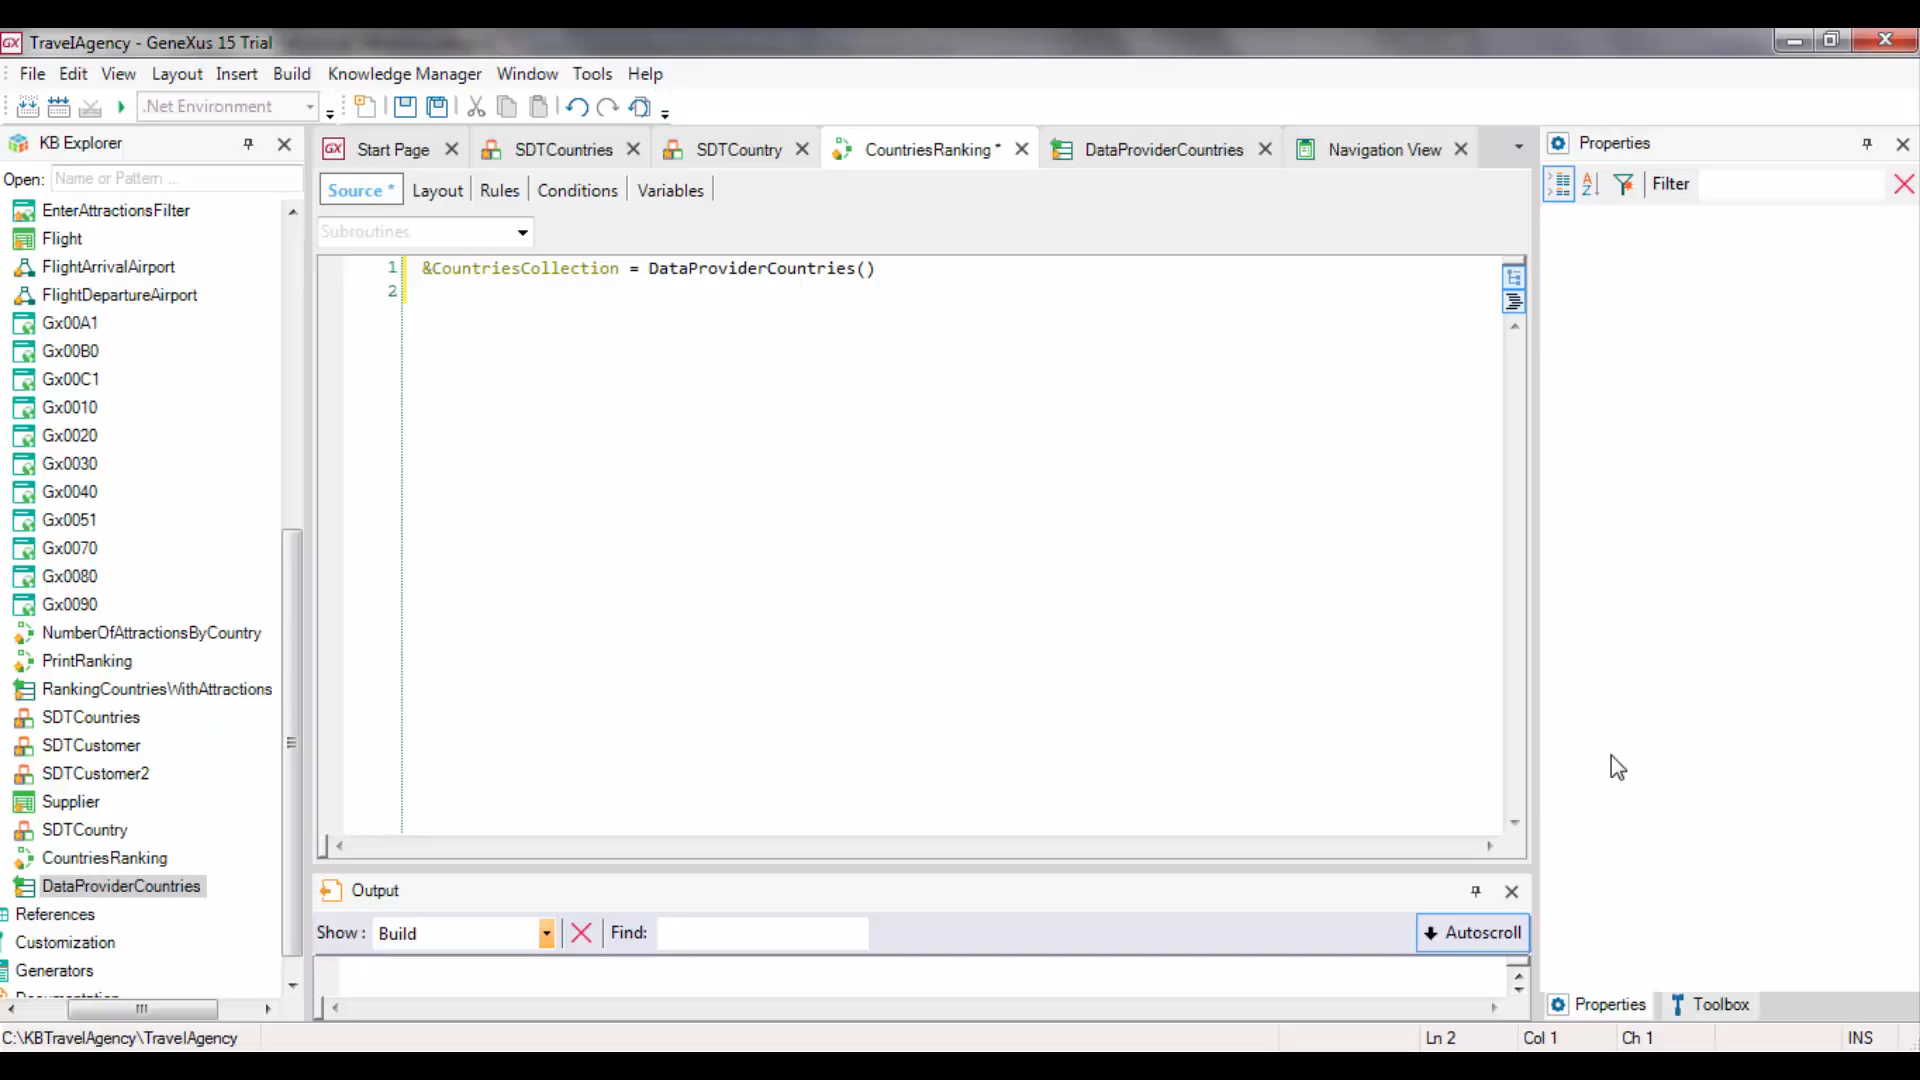 TravelAgency - GeneXus 15 Trial
File Edit View Layout Insert Build Knowledge Manager Window Tools Help
.Net Environment
KB Explorer
Open: Name or Pattern ...
EnterAttractionsFilter
Flight
FlightArrivalAirport
FlightDepartureAirport
Gx00A1
Gx00B0
Gx00C1
Gx0010
Gx0020
Gx0030
Gx0040
Gx0051
Gx0070
Gx0080
Gx0090
NumberOfAttractionsByCountry
PrintRanking
RankingCountriesWithAttractions
SDTCountries
SDTCustomer
SDTCustomer2
Supplier
SDTCountry
CountriesRanking
DataProviderCountries
References
Customization
Generators
Documentation
Start Page SDTCountries SDTCountry CountriesRanking * DataProviderCountries Navigation View
Source * Layout Rules Conditions Variables
Subroutines
1 &CountriesCollection = DataProviderCountries()
2
Output
Show : Build Find: Autoscroll
Properties
Filter
Properties Toolbox
C:\KBTravelAgency\TravelAgency Ln 2 Col 1 Ch 1 INS